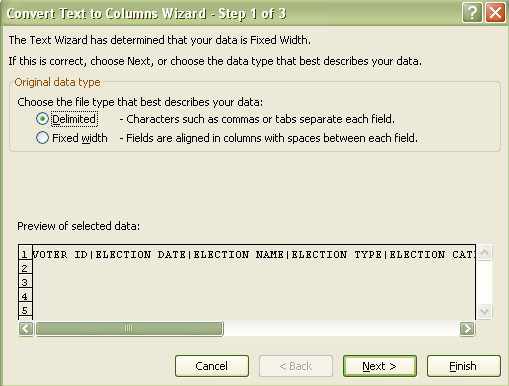 Convert Text to Columns Wizard - Step 1 of 3
The Text Wizard has determined that your data is Fixed Width.
If this is correct, choose Next, or choose the data type that best describes your data.
Original data type
Choose the file type that best describes your data:
Delimited - Characters such as commas or tabs separate each field.
Fixed width - Fields are aligned in columns with spaces between each field.
Preview of selected data:
1 VOTER ID|ELECTION DATE|ELECTION NAME|ELECTION TYPE|ELECTION CAT
2
3
4
5
Cancel < Back Next > Finish